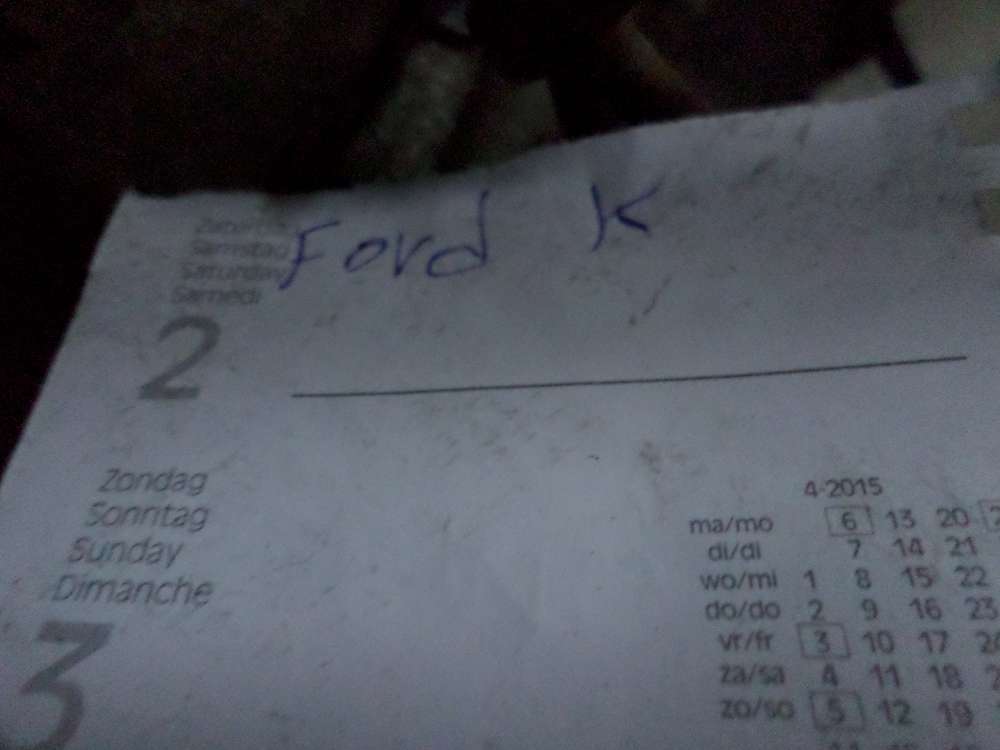 Zaterdag
Samstag
Saturday
Samedi
Ford K
2
Zondag
Sonntag
Sunday
Dimanche
3
4-2015
ma/mo 6 13 20
di/di 7 14 21
wo/mi 1 8 15 22
do/do 2 9 16 23
vr/fr 3 10 17
za/sa 4 11 18
zo/so 5 12 19